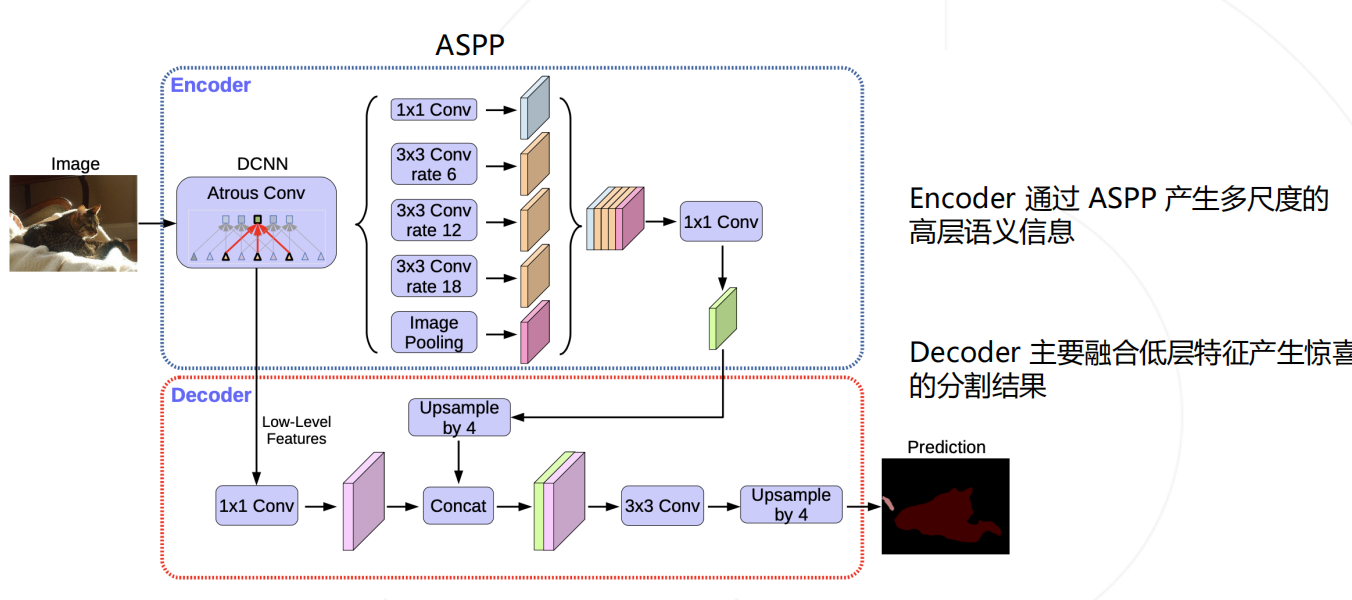 ASPP
Encoder
Image
DCNN
Atrous Conv
1x1 Conv
3x3 Conv
rate 6
3x3 Conv
rate 12
3x3 Conv
rate 18
Image
Pooling
1x1 Conv
Encoder 通过 ASPP 产生多尺度的
高层语义信息
Decoder 主要融合低层特征产生惊喜
的分割结果
Decoder
Low-Level
Features
Upsample
by 4
1x1 Conv
Concat
3x3 Conv
Upsample
by 4
Prediction